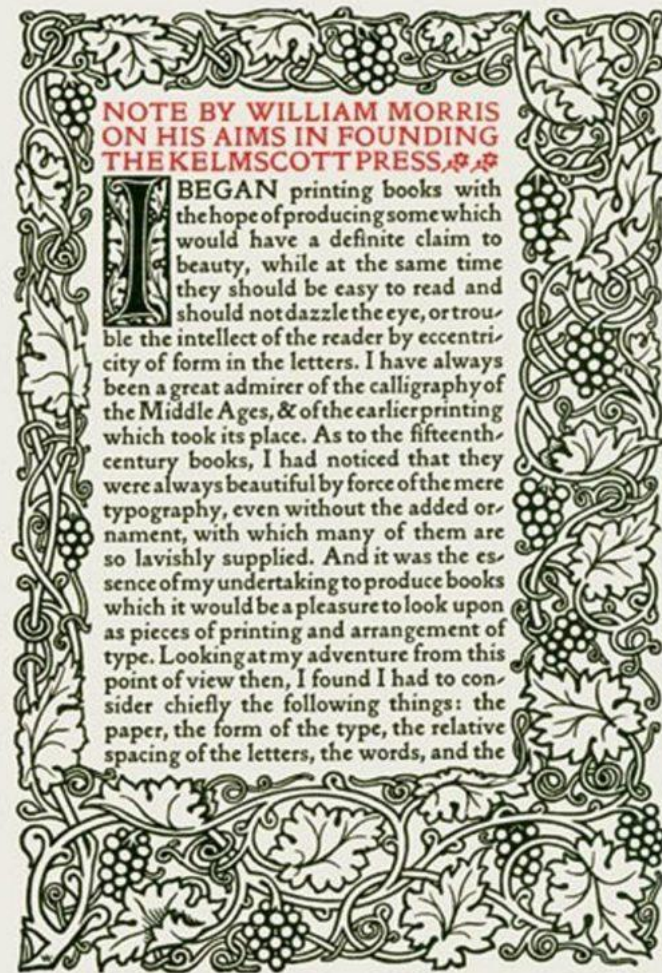 NOTE BY WILLIAM MORRIS
ON HIS AIMS IN FOUNDING
THE KELMSCOTT PRESS
I BEGAN printing books with
the hope of producing some which
would have a definite claim to
beauty, while at the same time
they should be easy to read and
should not dazzle the eye, or trou-
ble the intellect of the reader by eccentri-
city of form in the letters. I have always
been a great admirer of the calligraphy of
the Middle Ages, & of the earlier printing
which took its place. As to the fifteenth-
century books, I had noticed that they
were always beautiful by force of the mere
typography, even without the added or-
nament, with which many of them are
so lavishly supplied. And it was the es-
sence of my undertaking to produce books
which it would be a pleasure to look upon
as pieces of printing and arrangement of
type. Looking at my adventure from this
point of view then, I found I had to con-
sider chiefly the following things: the
paper, the form of the type, the relative
spacing of the letters, the words, and the